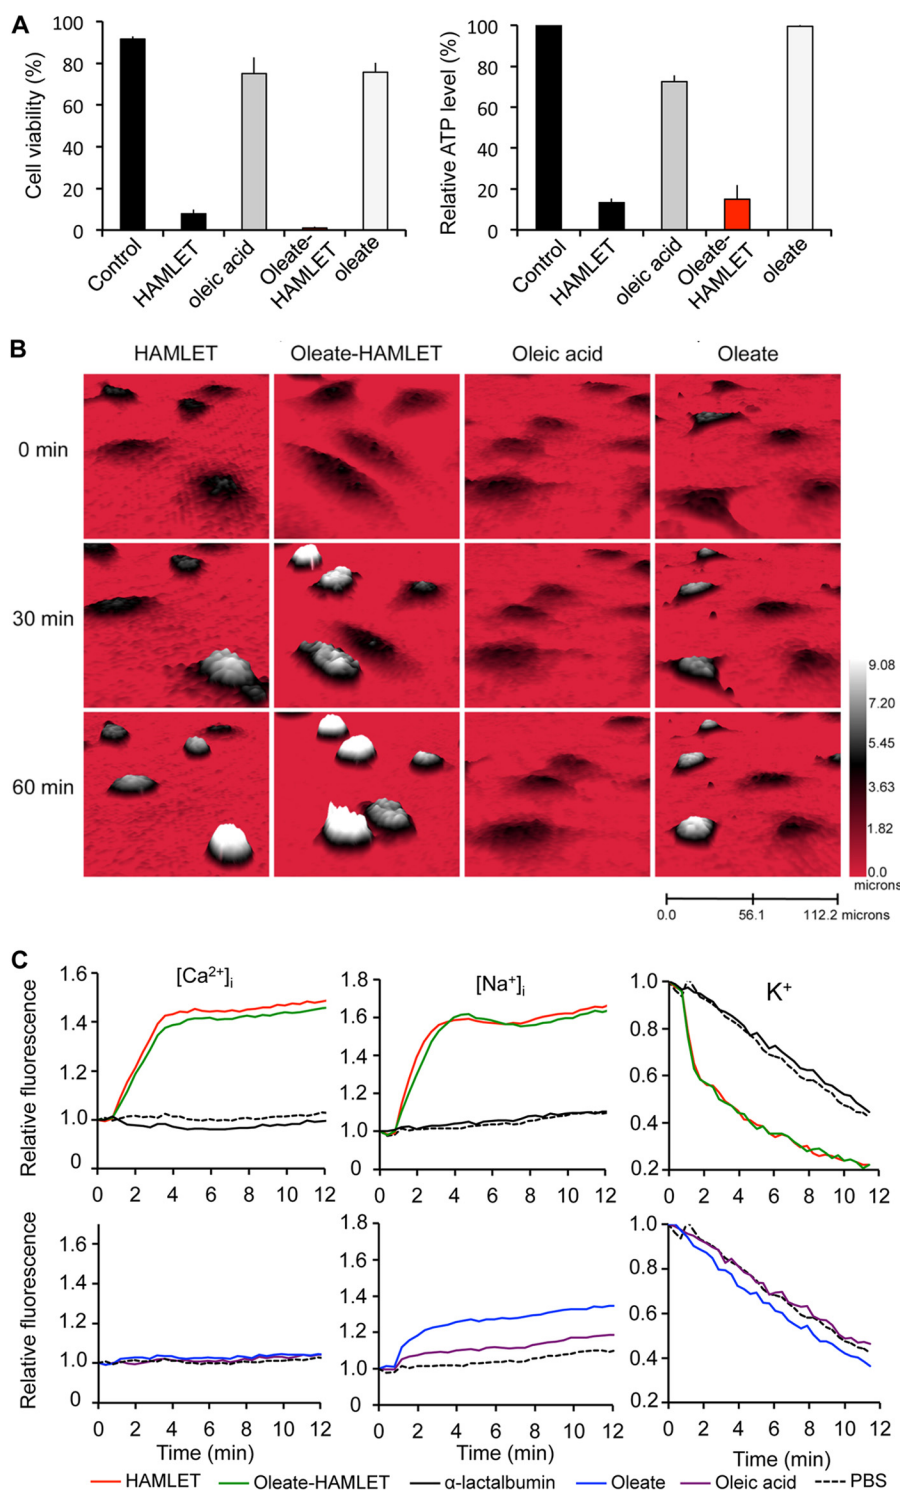 A
Cell viability (%)
100
80
60
40
20
0
Control
HAMLET
oleic acid
Oleate-
HAMLET
oleate
Relative ATP level (%)
100
80
60
40
20
0
Control
HAMLET
oleic acid
Oleate-
HAMLET
oleate
B
HAMLET Oleate-HAMLET Oleic acid Oleate
0 min
30 min
60 min
9.08
7.20
5.45
3.63
1.82
0.0
microns
0.0 56.1 112.2 microns
C
Relative fluorescence
[Ca²⁺]ᵢ
1.6
1.4
1.2
1.0
0
0 2 4 6 8 10 12
[Na⁺]ᵢ
1.8
1.6
1.4
1.2
1.0
0
0 2 4 6 8 10 12
K⁺
1.0
0.8
0.6
0.4
0.2
0 2 4 6 8 10 12
Relative fluorescence
1.6
1.4
1.2
1.0
0
0 2 4 6 8 10 12
Time (min)
1.8
1.6
1.4
1.2
1.0
0
0 2 4 6 8 10 12
Time (min)
1.0
0.8
0.6
0.4
0.2
0 2 4 6 8 10 12
Time (min)
HAMLET Oleate-HAMLET α-lactalbumin Oleate Oleic acid PBS